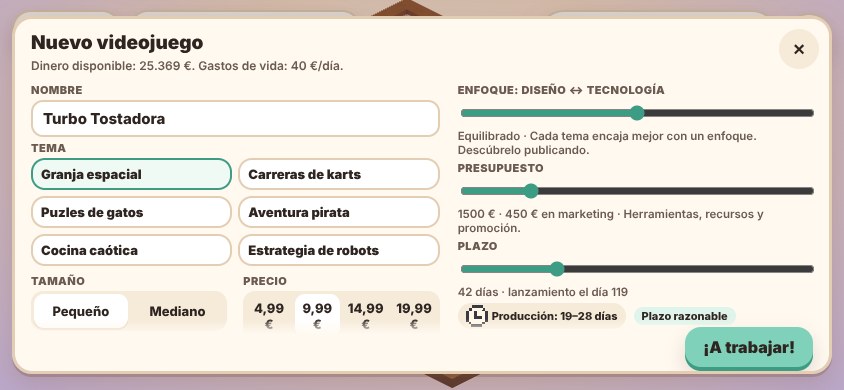 Nuevo videojuego
×
Dinero disponible: 25.369 €. Gastos de vida: 40 €/día.
NOMBRE
Turbo Tostadora
TEMA
Granja espacial
Carreras de karts
Puzles de gatos
Aventura pirata
Cocina caótica
Estrategia de robots
TAMAÑO
Pequeño
Mediano
PRECIO
4,99 €
9,99 €
14,99 €
19,99 €
ENFOQUE: DISEÑO ↔ TECNOLOGÍA
Equilibrado · Cada tema encaja mejor con un enfoque.
Descúbrelo publicando.
PRESUPUESTO
1500 € · 450 € en marketing · Herramientas, recursos y
promoción.
PLAZO
42 días · lanzamiento el día 119
Producción: 19–28 días
Plazo razonable
¡A trabajar!